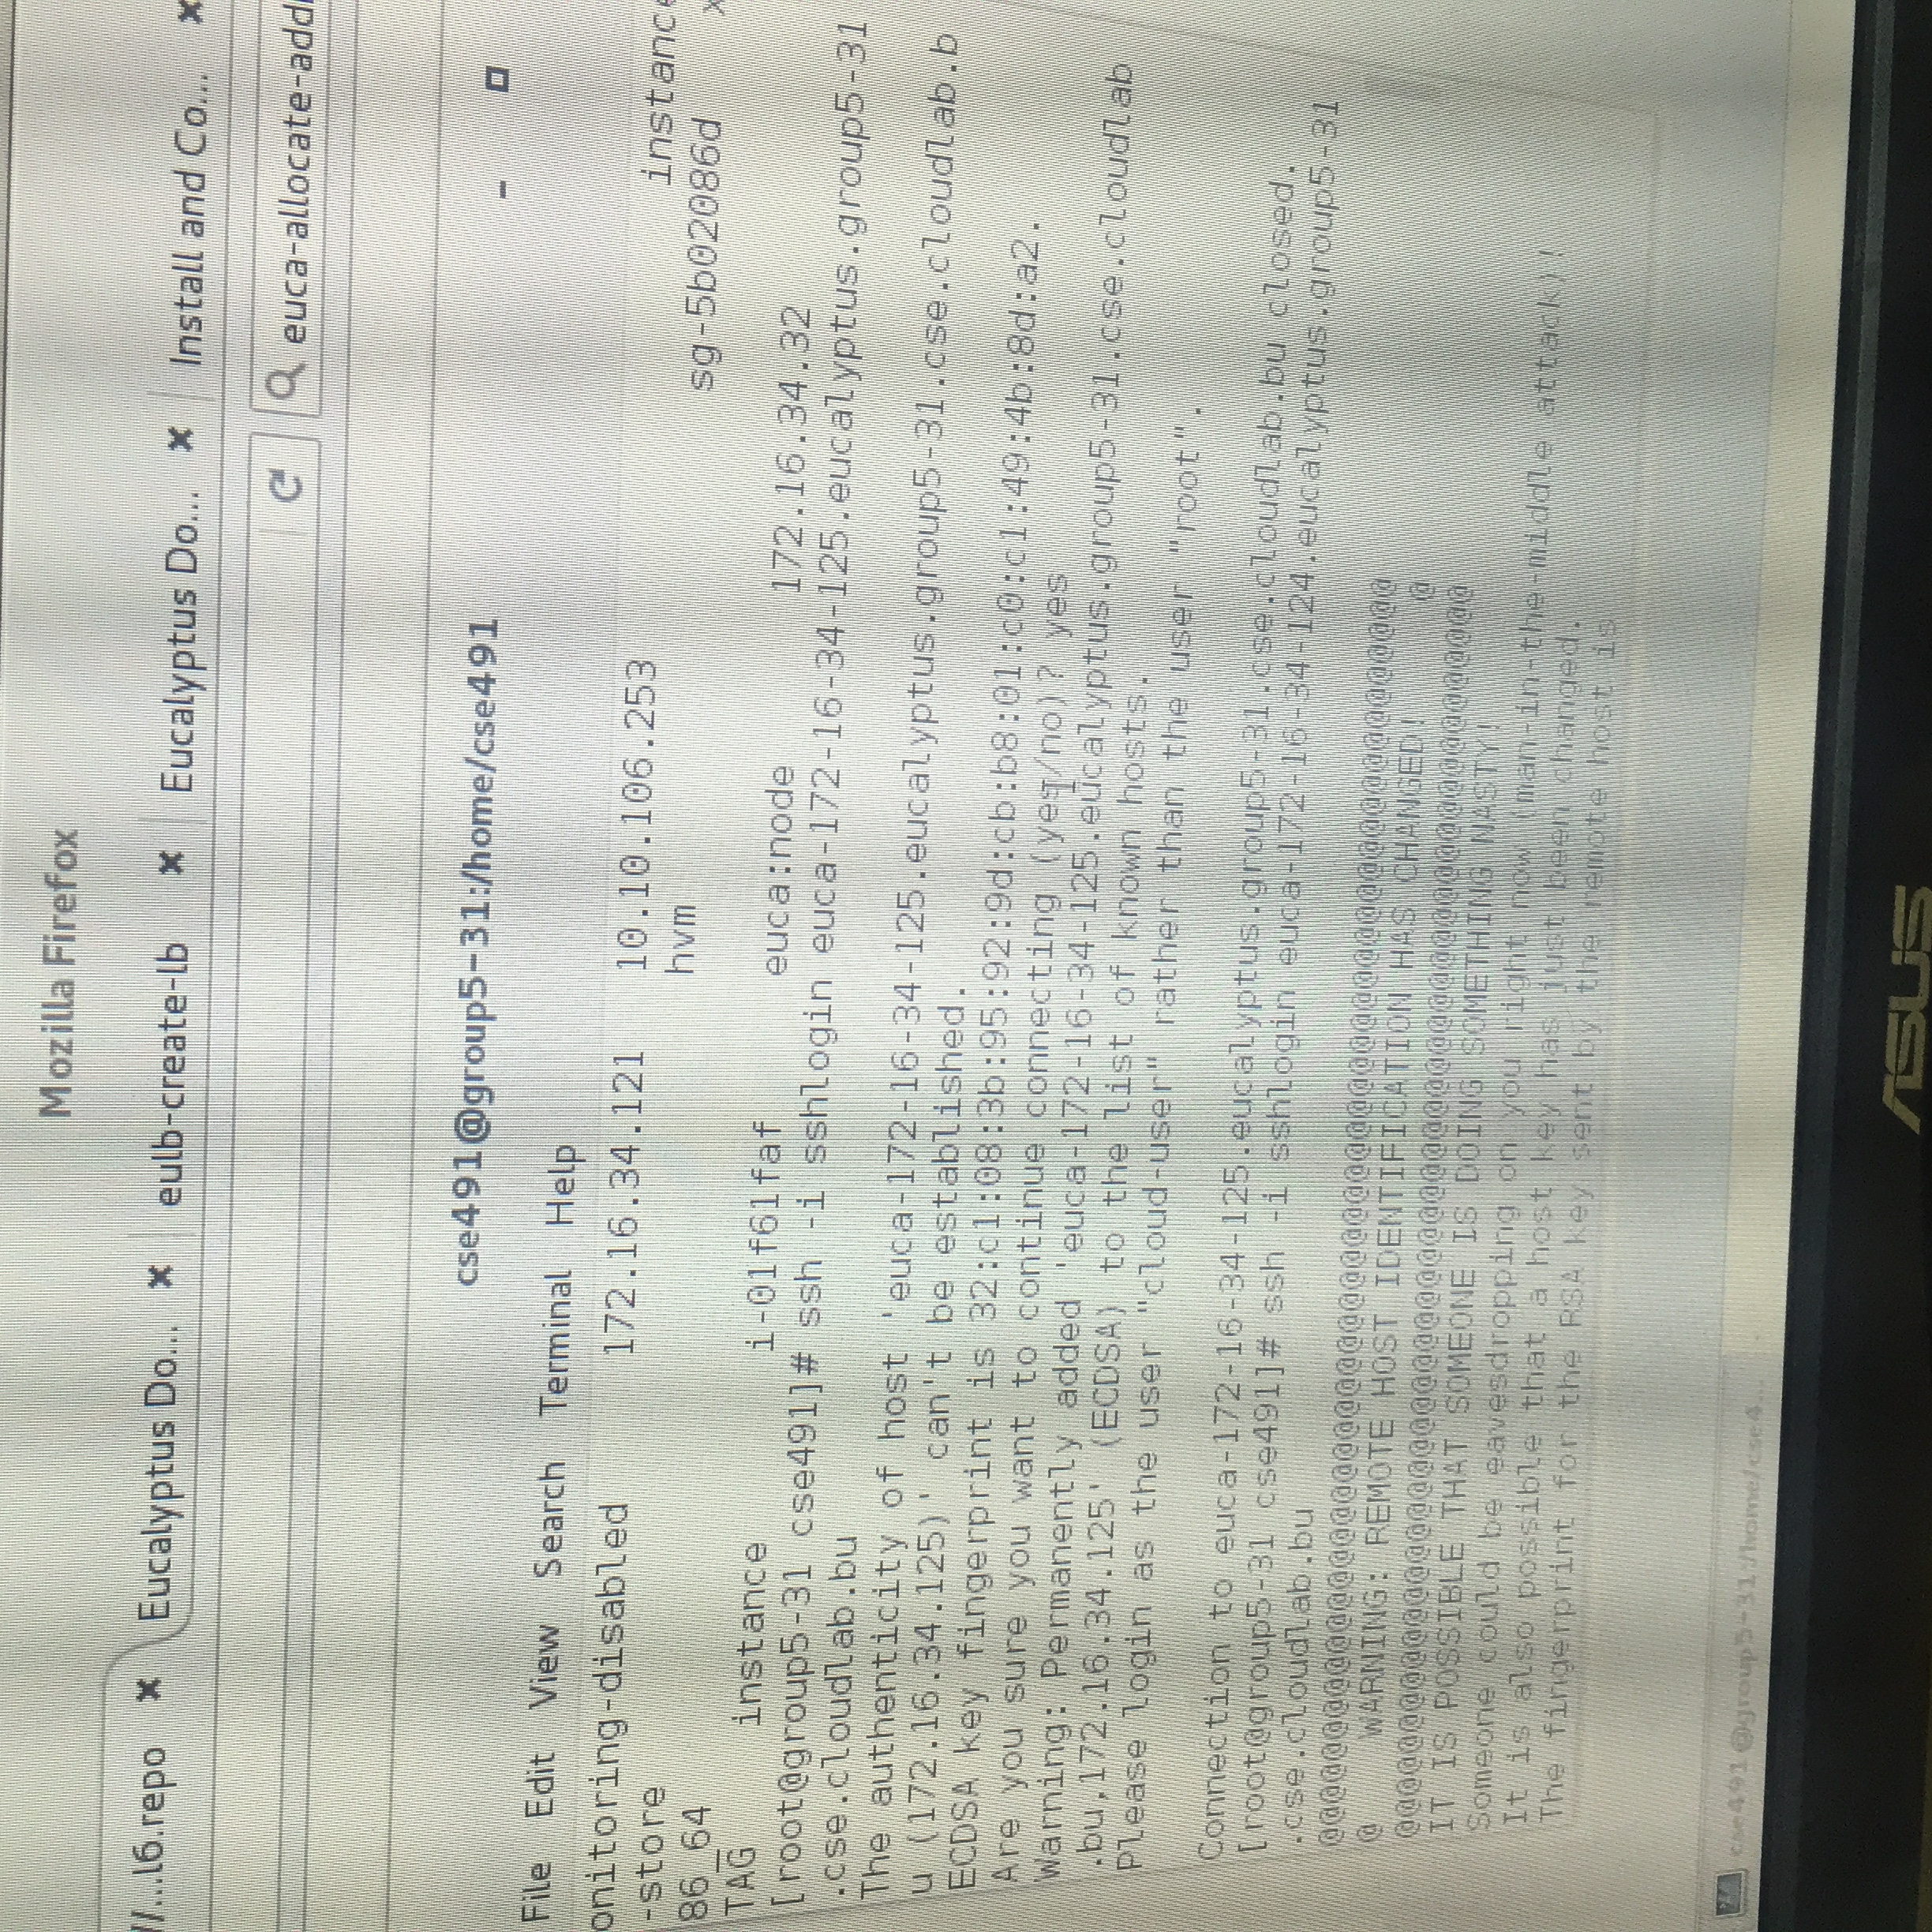 Mozilla Firefox
//...l6.repo ✖ Eucalyptus Do... ✖ eulb-create-lb ✖ Eucalyptus Do... ✖ Install and Co... ✖
euca-allocate-add
cse491@group5-31:/home/cse491
File Edit View Search Terminal Help
onitoring-disabled 172.16.34.121 10.10.106.253 instance
-store hvm sg-5b02086d x
86_64
TAG instance i-01f61faf euca:node 172.16.34.32
[root@group5-31 cse491]# ssh -i sshlogin euca-172-16-34-125.eucalyptus.group5-31
.cse.cloudlab.bu
The authenticity of host 'euca-172-16-34-125.eucalyptus.group5-31.cse.cloudlab.b
u (172.16.34.125)' can't be established.
ECDSA key fingerprint is 32:c1:08:3b:95:92:9d:cb:b8:01:c0:c1:49:4b:8d:a2.
Are you sure you want to continue connecting (yes/no)? yes
Warning: Permanently added 'euca-172-16-34-125.eucalyptus.group5-31.cse.cloudlab
.bu,172.16.34.125' (ECDSA) to the list of known hosts.
Please login as the user "cloud-user" rather than the user "root".
Connection to euca-172-16-34-125.eucalyptus.group5-31.cse.cloudlab.bu closed.
[root@group5-31 cse491]# ssh -i sshlogin euca-172-16-34-124.eucalyptus.group5-31
.cse.cloudlab.bu
@@@@@@@@@@@@@@@@@@@@@@@@@@@@@@@@@@@@@@@@@@@@@@@@@@@@@@@@@@@
@ WARNING: REMOTE HOST IDENTIFICATION HAS CHANGED! @
@@@@@@@@@@@@@@@@@@@@@@@@@@@@@@@@@@@@@@@@@@@@@@@@@@@@@@@@@@@
IT IS POSSIBLE THAT SOMEONE IS DOING SOMETHING NASTY!
Someone could be eavesdropping on you right now (man-in-the-middle attack)!
It is also possible that a host key has just been changed.
The fingerprint for the RSA key sent by the remote host is
cse491@group5-31:/home/cse4...
ASUS